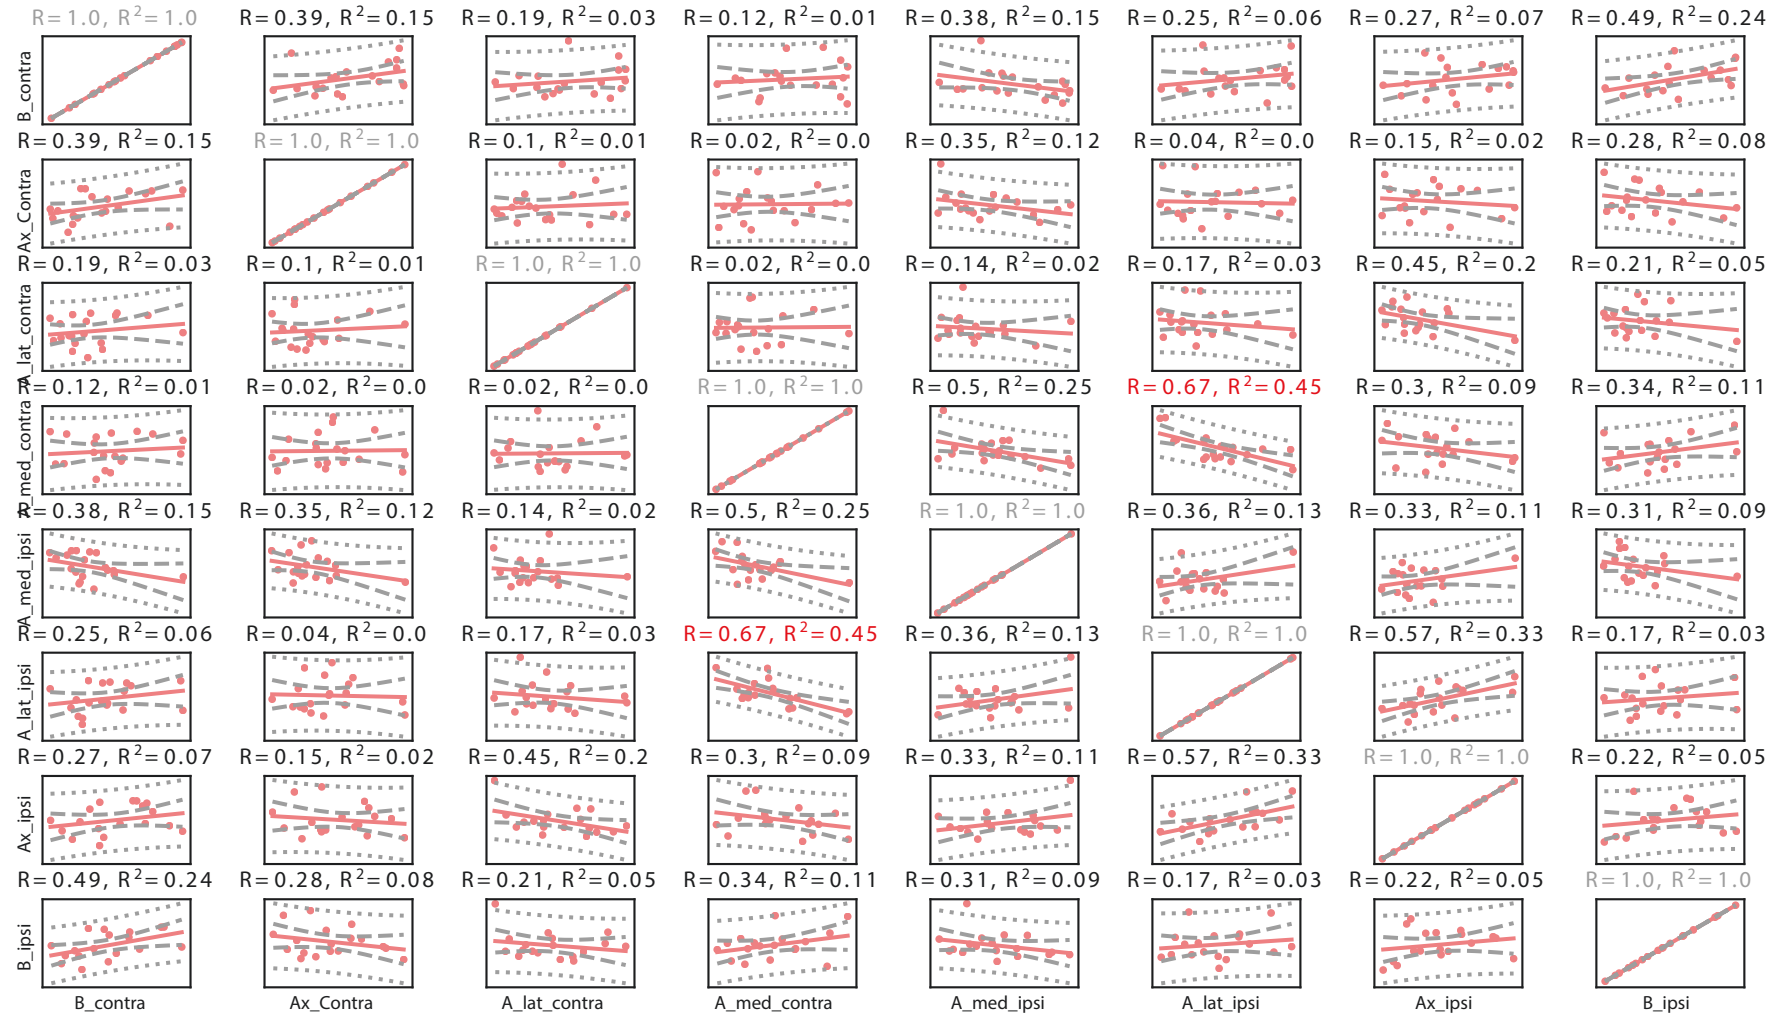 R = 1.0, R² = 1.0 R = 0.39, R² = 0.15 R = 0.19, R² = 0.03 R = 0.12, R² = 0.01 R = 0.38, R² = 0.15 R = 0.25, R² = 0.06 R = 0.27, R² = 0.07 R = 0.49, R² = 0.24
B_contra
R = 0.39, R² = 0.15 R = 1.0, R² = 1.0 R = 0.1, R² = 0.01 R = 0.02, R² = 0.0 R = 0.35, R² = 0.12 R = 0.04, R² = 0.0 R = 0.15, R² = 0.02 R = 0.28, R² = 0.08
Ax_Contra
R = 0.19, R² = 0.03 R = 0.1, R² = 0.01 R = 1.0, R² = 1.0 R = 0.02, R² = 0.0 R = 0.14, R² = 0.02 R = 0.17, R² = 0.03 R = 0.45, R² = 0.2 R = 0.21, R² = 0.05
A_lat_contra
R = 0.12, R² = 0.01 R = 0.02, R² = 0.0 R = 0.02, R² = 0.0 R = 1.0, R² = 1.0 R = 0.5, R² = 0.25 R = 0.67, R² = 0.45 R = 0.3, R² = 0.09 R = 0.34, R² = 0.11
A_med_contra
R = 0.38, R² = 0.15 R = 0.35, R² = 0.12 R = 0.14, R² = 0.02 R = 0.5, R² = 0.25 R = 1.0, R² = 1.0 R = 0.36, R² = 0.13 R = 0.33, R² = 0.11 R = 0.31, R² = 0.09
A_med_ipsi
R = 0.25, R² = 0.06 R = 0.04, R² = 0.0 R = 0.17, R² = 0.03 R = 0.67, R² = 0.45 R = 0.36, R² = 0.13 R = 1.0, R² = 1.0 R = 0.57, R² = 0.33 R = 0.17, R² = 0.03
A_lat_ipsi
R = 0.27, R² = 0.07 R = 0.15, R² = 0.02 R = 0.45, R² = 0.2 R = 0.3, R² = 0.09 R = 0.33, R² = 0.11 R = 0.57, R² = 0.33 R = 1.0, R² = 1.0 R = 0.22, R² = 0.05
Ax_ipsi
R = 0.49, R² = 0.24 R = 0.28, R² = 0.08 R = 0.21, R² = 0.05 R = 0.34, R² = 0.11 R = 0.31, R² = 0.09 R = 0.17, R² = 0.03 R = 0.22, R² = 0.05 R = 1.0, R² = 1.0
B_ipsi
B_contra Ax_Contra A_lat_contra A_med_contra A_med_ipsi A_lat_ipsi Ax_ipsi B_ipsi